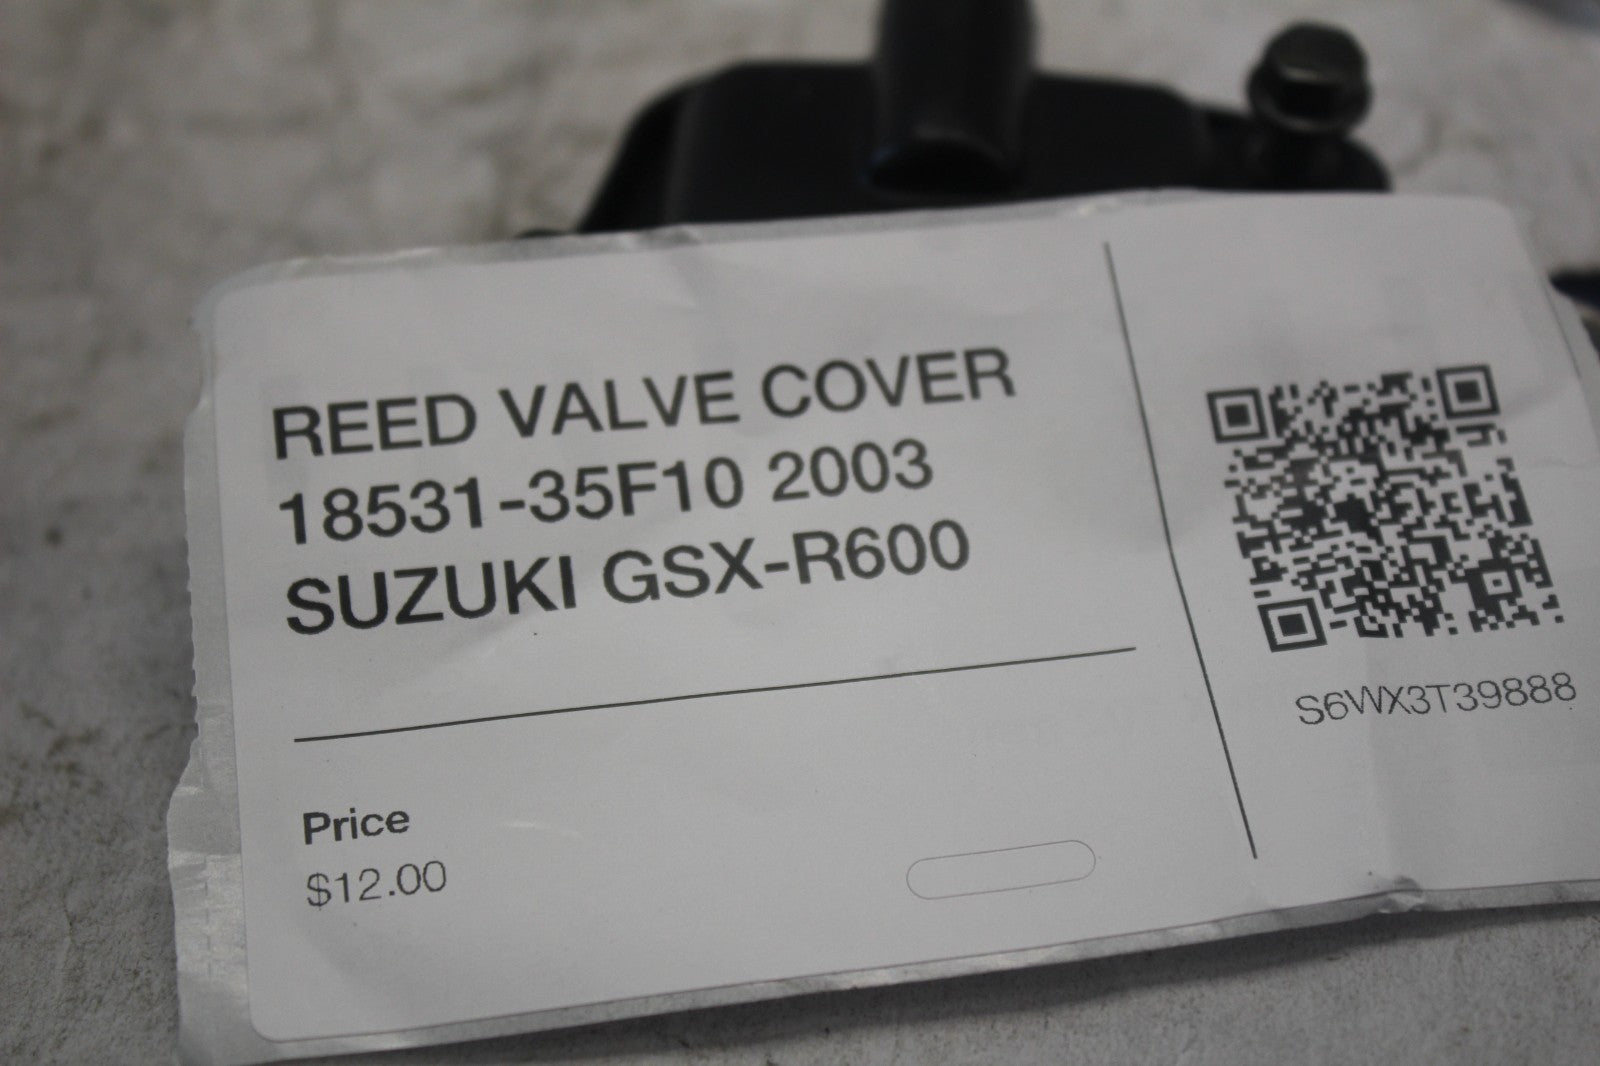 REED VALVE COVER
18531-35F10 2003
SUZUKI GSX-R600
Price
$12.00
S6WX3T39888